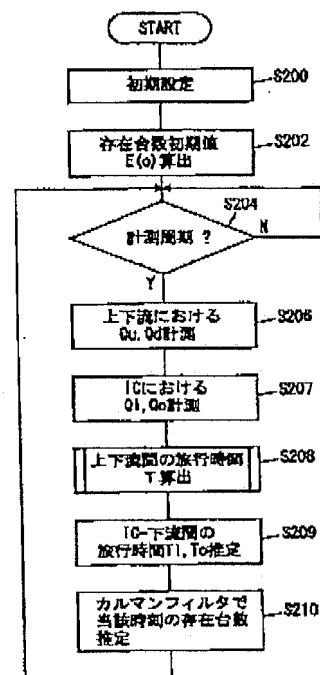 START
初期設定
S200
存在台数初期値
E(o)算出
S202
S204
計測周期 ?
N
Y
上下流における
Qu,Qd計測
S206
ICにおける
Qi,Qo計測
S207
上下流間の旅行時間
T算出
S208
IC-下流間の
旅行時間Ti,To推定
S209
カルマンフィルタで
当該時刻の存在台数
推定
S210